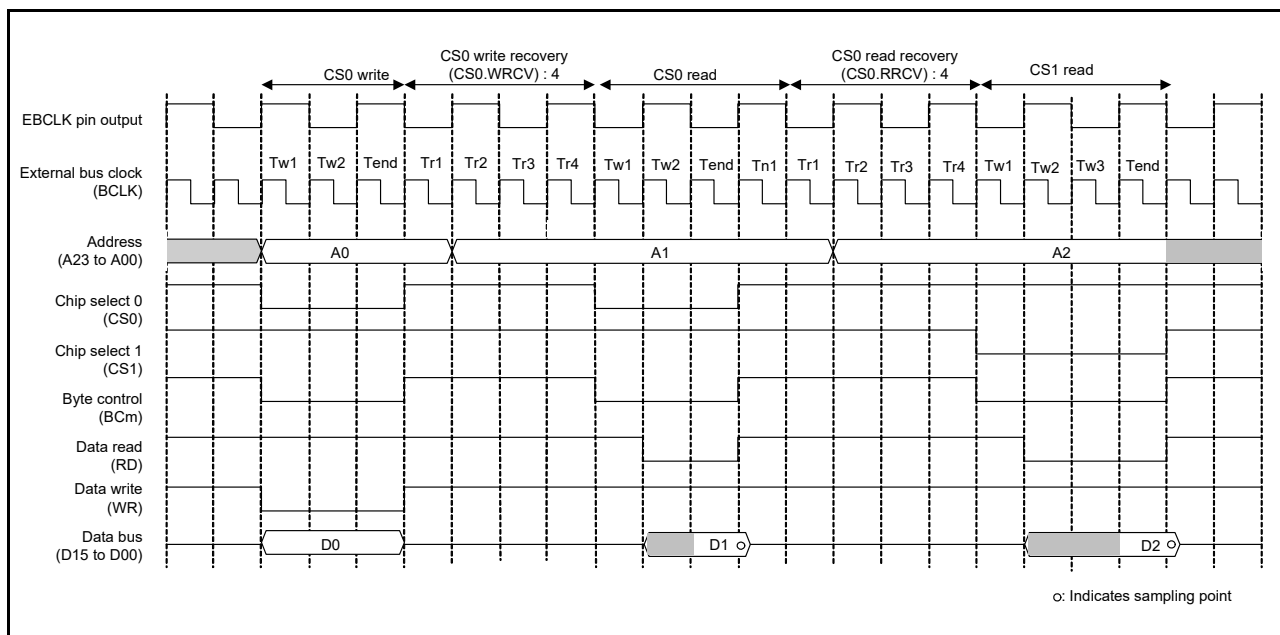 CS0 write
CS0 write recovery
(CS0.WRCV) : 4
CS0 read
CS0 read recovery
(CS0.RRCV) : 4
CS1 read
EBCLK pin output
Tw1 Tw2 Tend Tr1 Tr2 Tr3 Tr4 Tw1 Tw2 Tend Tn1 Tr1 Tr2 Tr3 Tr4 Tw1 Tw2 Tw3 Tend
External bus clock
(BCLK)
Address
(A23 to A00)
A0 A1 A2
Chip select 0
(CS0)
Chip select 1
(CS1)
Byte control
(BCm)
Data read
(RD)
Data write
(WR)
Data bus
(D15 to D00)
D0 D1 D2
o: Indicates sampling point